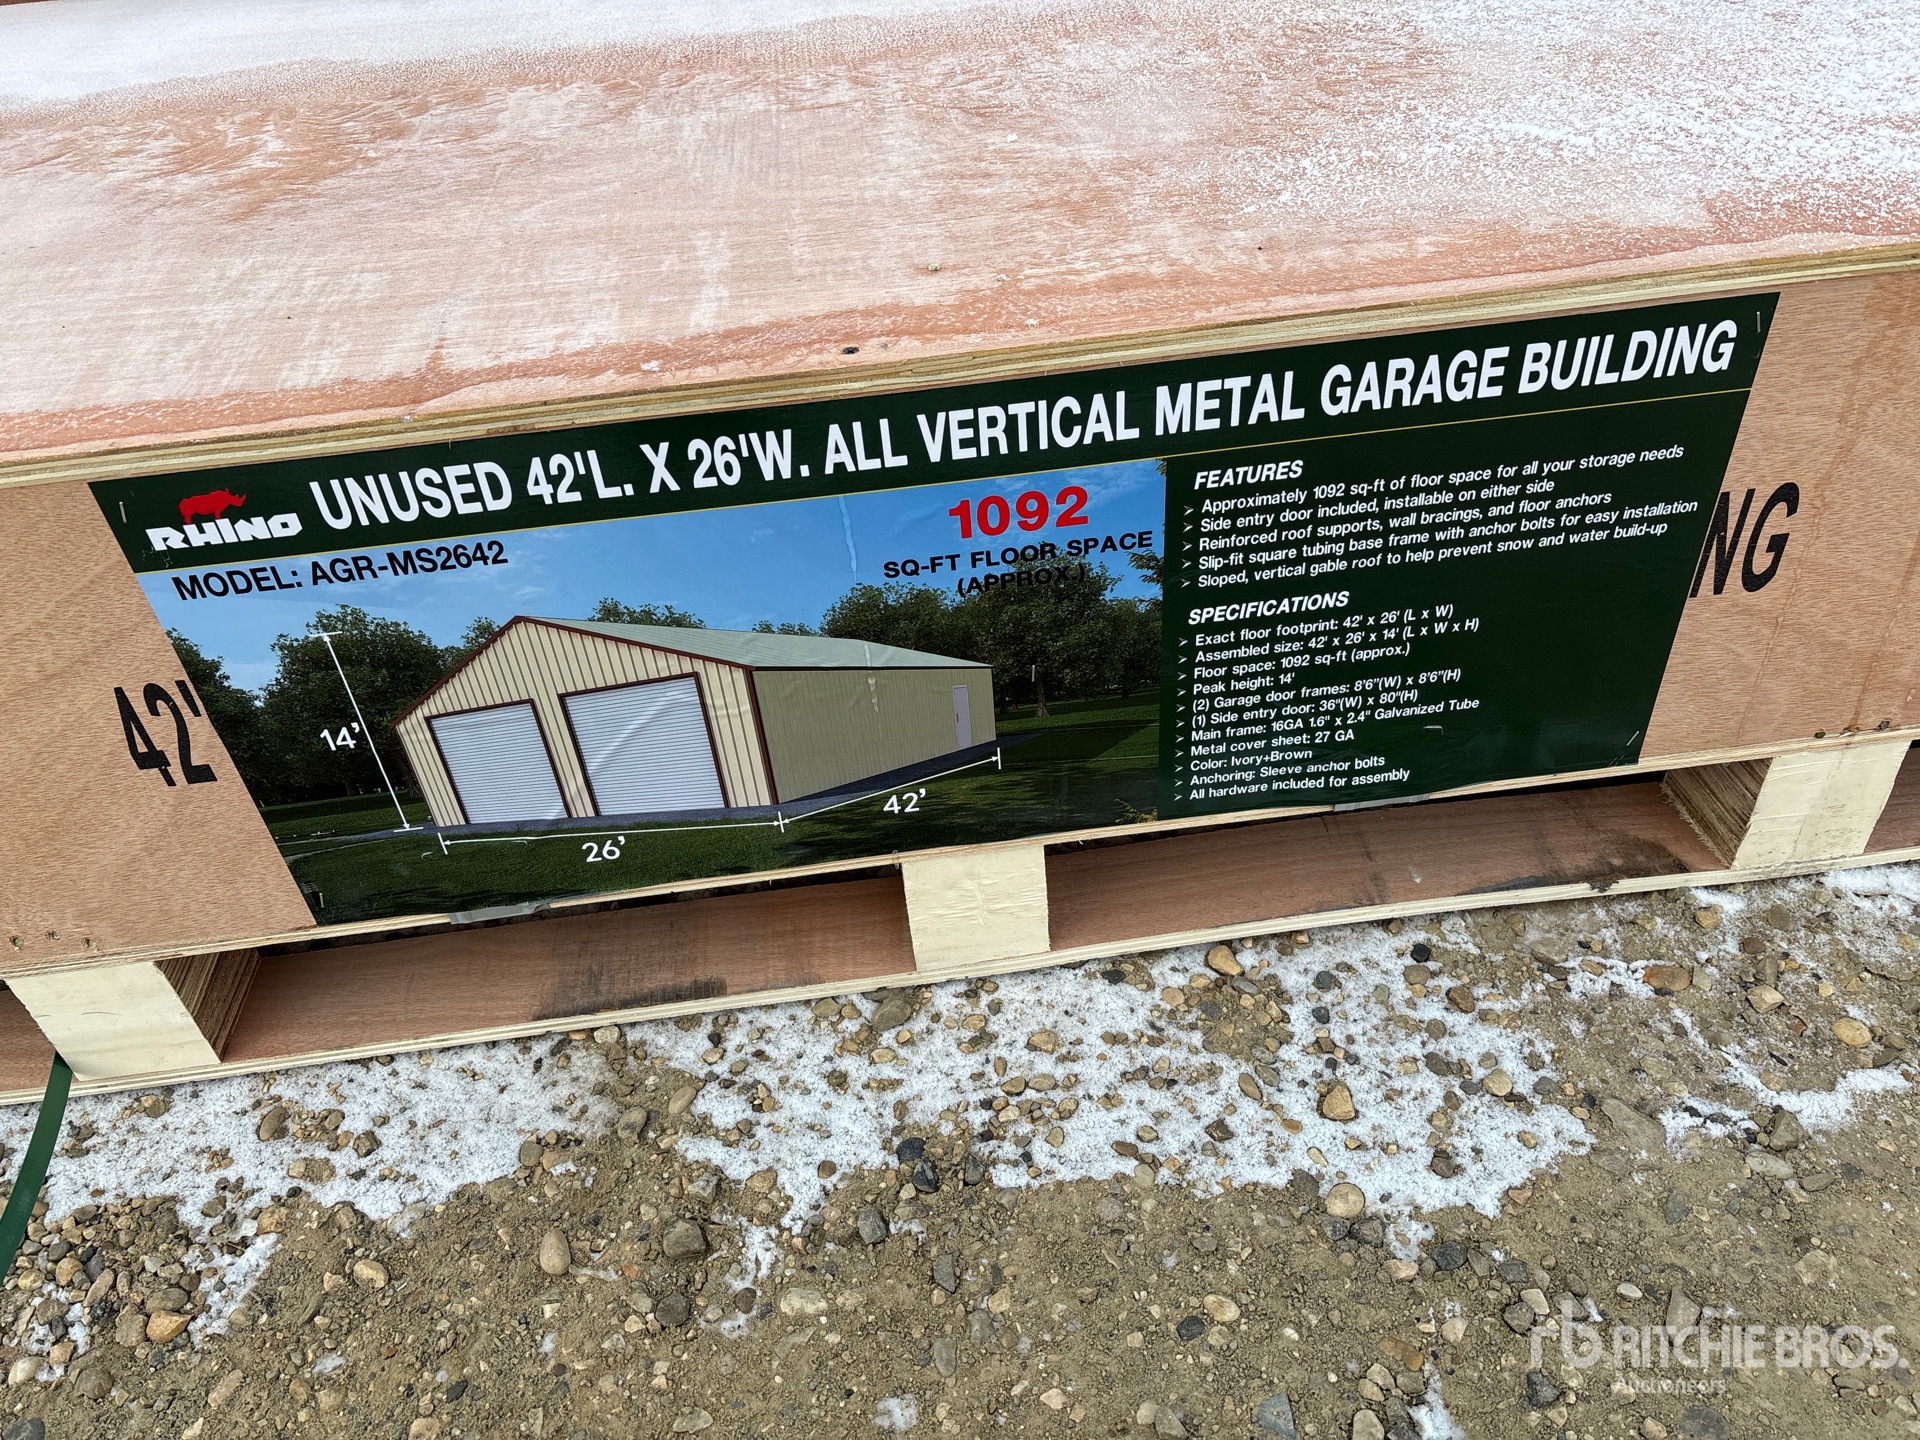 UNUSED 42'L. X 26'W. ALL VERTICAL METAL GARAGE BUILDING
RHINO
MODEL: AGR-MS2642
1092
SQ-FT FLOOR SPACE
(APPROX.)
14'
26'
42'
FEATURES
➢ Approximately 1092 sq-ft of floor space for all your storage needs
➢ Side entry door included, installable on either side
➢ Reinforced roof supports, wall bracings, and floor anchors
➢ Slip-fit square tubing base frame with anchor bolts for easy installation
➢ Sloped, vertical gable roof to help prevent snow and water build-up
SPECIFICATIONS
➢ Exact floor footprint: 42' x 26' (L x W)
➢ Assembled size: 42' x 26' x 14' (L x W x H)
➢ Floor space: 1092 sq-ft (approx.)
➢ Peak height: 14'
➢ (2) Garage door frames: 8'6"(W) x 8'6"(H)
➢ (1) Side entry door: 36"(W) x 80"(H)
➢ Main frame: 16GA 1.6" x 2.4" Galvanized Tube
➢ Metal cover sheet: 27 GA
➢ Color: Ivory+Brown
➢ Anchoring: Sleeve anchor bolts
➢ All hardware included for assembly
42'
NG
rb RITCHIE BROS.
Auctioneers